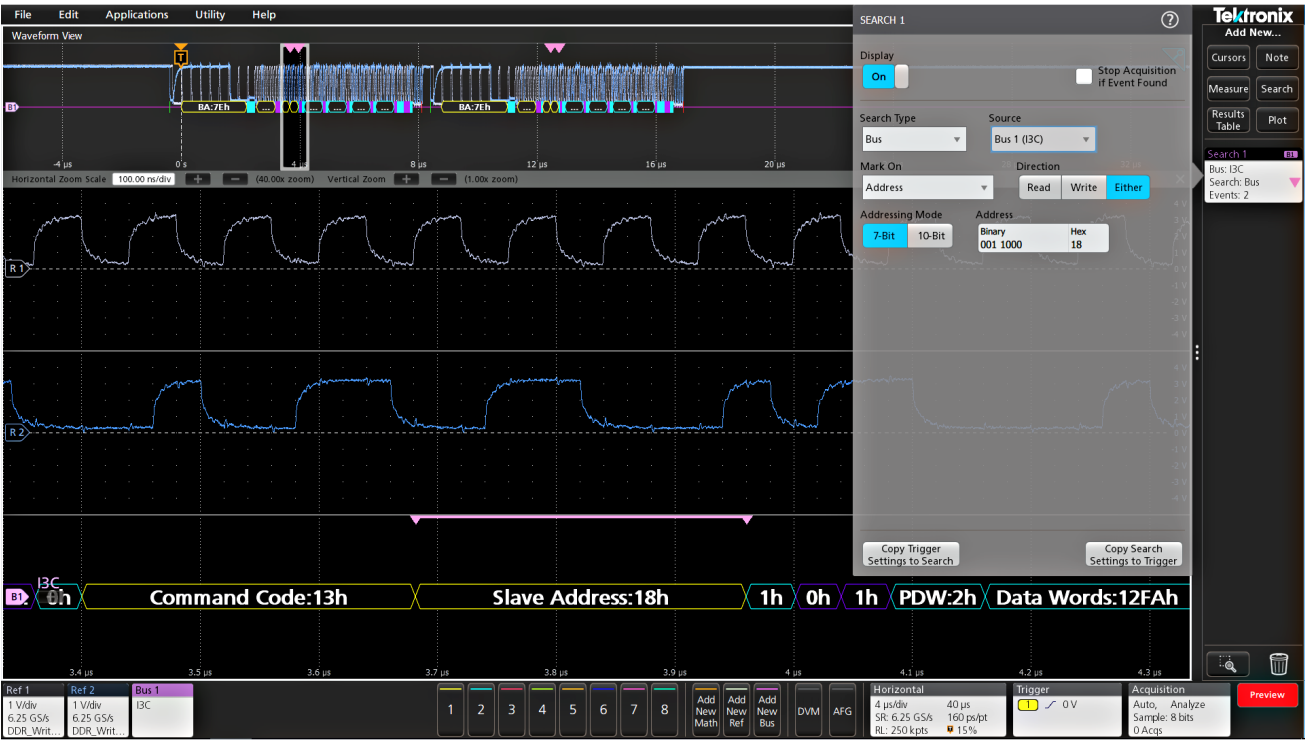 File Edit Applications Utility Help
Waveform View
SEARCH 1
?
Tektronix
Add New...
Display
On
Stop Acquisition
if Event Found
Cursors Note
Measure Search
Results
Table
Plot
T
B1
BA:7Eh
...
...
...
...
...
BA:7Eh
...
...
...
...
...
-4 µs 0 s 4 µs 8 µs 12 µs 16 µs 20 µs 32 µs
Horizontal Zoom Scale 100.00 ns/div + − (40.00x zoom) Vertical Zoom + − (1.00x zoom)
Search Type Source
Bus Bus 1 (I3C)
Mark On Direction
Address Read Write Either
Addressing Mode Address
7-Bit 10-Bit
Binary Hex
001 1000 18
Search 1 B1
Bus: I3C
Search: Bus
Events: 2
R 1
0 V
-1 V
-2 V
-3 V
-4 V
R 2
Copy Trigger
Settings to Search
Copy Search
Settings to Trigger
I3C
B1 0h Command Code:13h Slave Address:18h 1h 0h 1h PDW:2h Data Words:12FAh
3.4 µs 3.5 µs 3.6 µs 3.7 µs 3.8 µs 3.9 µs 4 µs 4.1 µs 4.2 µs 4.3 µs
Ref 1
1 V/div
6.25 GS/s
DDR_Writ...
Ref 2
1 V/div
6.25 GS/s
DDR_Writ...
Bus 1
I3C
1 2 3 4 5 6 7 8
Add
New
Math
Add
New
Ref
Add
New
Bus
DVM AFG
Horizontal
4 µs/div 40 µs
SR: 6.25 GS/s 160 ps/pt
RL: 250 kpts 15%
Trigger
1 0 V
Acquisition
Auto, Analyze
Sample: 8 bits
0 Acqs
Preview